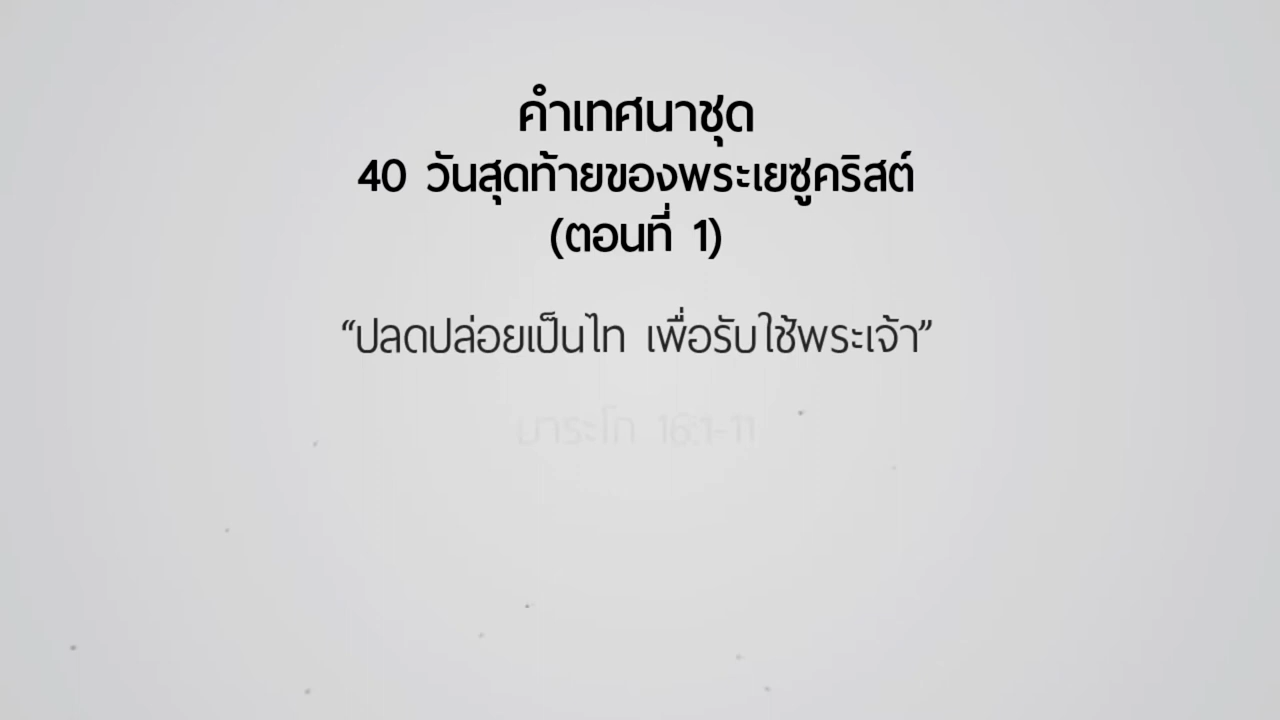 คำเทศนาชุด
40 วันสุดท้ายของพระเยซูคริสต์
(ตอนที่ 1)
“ปลดปล่อยเป็นไท เพื่อรับใช้พระเจ้า”
มาระโก 16:1-11